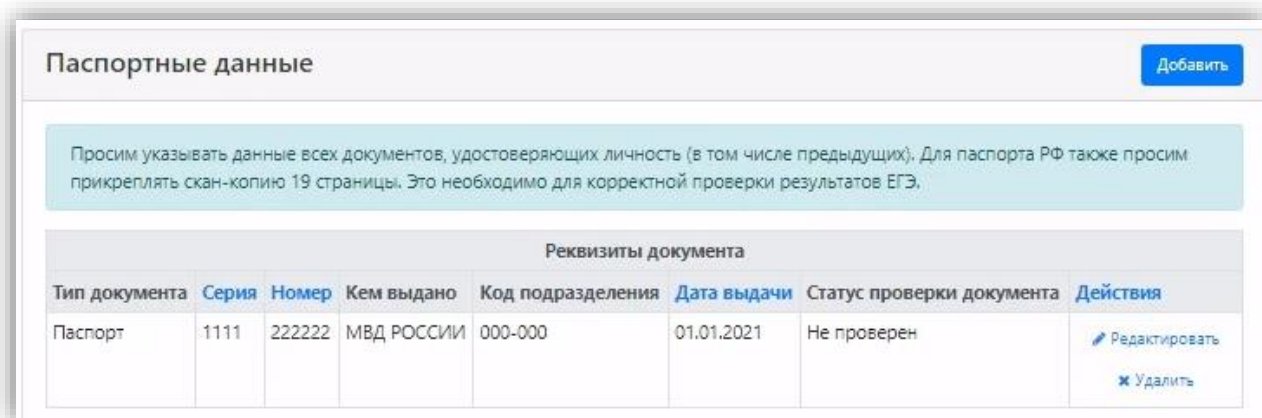 Паспортные данные
Добавить
Просим указывать данные всех документов, удостоверяющих личность (в том числе предыдущих). Для паспорта РФ также просим
прикреплять скан-копию 19 страницы. Это необходимо для корректной проверки результатов ЕГЭ.
Реквизиты документа
Тип документа Серия Номер Кем выдано Код подразделения Дата выдачи Статус проверки документа Действия
Паспорт 1111 222222 МВД РОССИИ 000-000 01.01.2021 Не проверен Редактировать
Удалить